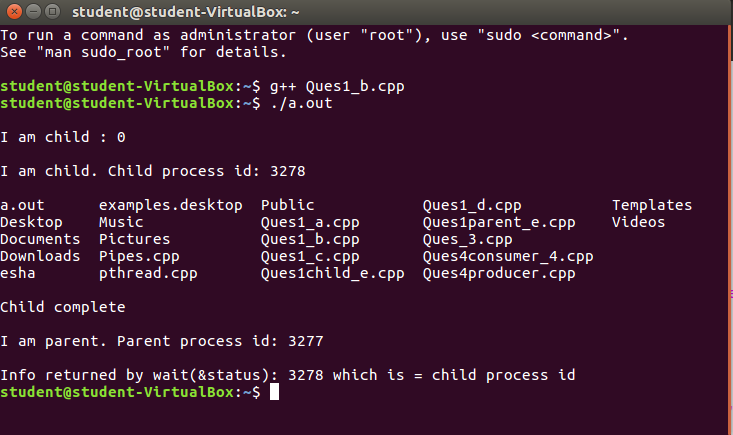 student@student-VirtualBox: ~
To run a command as administrator (user "root"), use "sudo <command>".
See "man sudo_root" for details.
student@student-VirtualBox:~$ g++ Ques1_b.cpp
student@student-VirtualBox:~$ ./a.out
I am child : 0
I am child. Child process id: 3278
a.out examples.desktop Public Ques1_d.cpp Templates
Desktop Music Ques1_a.cpp Ques1parent_e.cpp Videos
Documents Pictures Ques1_b.cpp Ques_3.cpp
Downloads Pipes.cpp Ques1_c.cpp Ques4consumer_4.cpp
esha pthread.cpp Ques1child_e.cpp Ques4producer.cpp
Child complete
I am parent. Parent process id: 3277
Info returned by wait(&status): 3278 which is = child process id
student@student-VirtualBox:~$